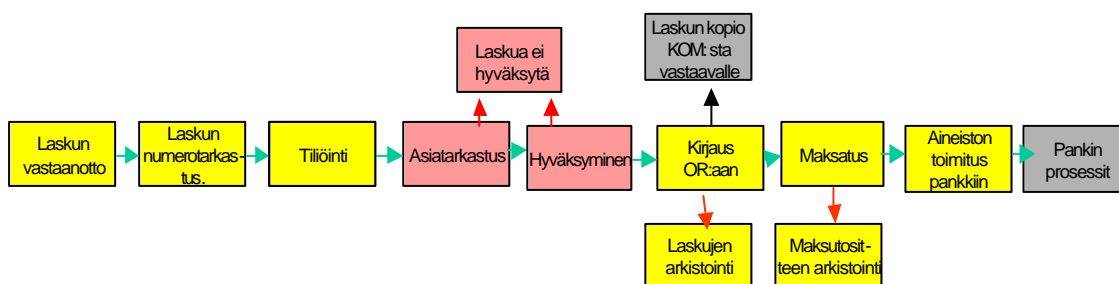 Laskua ei
hyväksytä
Laskun kopio
KOM: sta
vastaavalle
Laskun
vastaanotto
Laskun
numerotarkas-
tus.
Tiliöinti
Asiatarkastus
Hyväksyminen
Kirjaus
OR:aan
Maksatus
Aineiston
toimitus
pankkiin
Pankin
prosessit
Laskujen
arkistointi
Maksutosit-
teen arkistointi